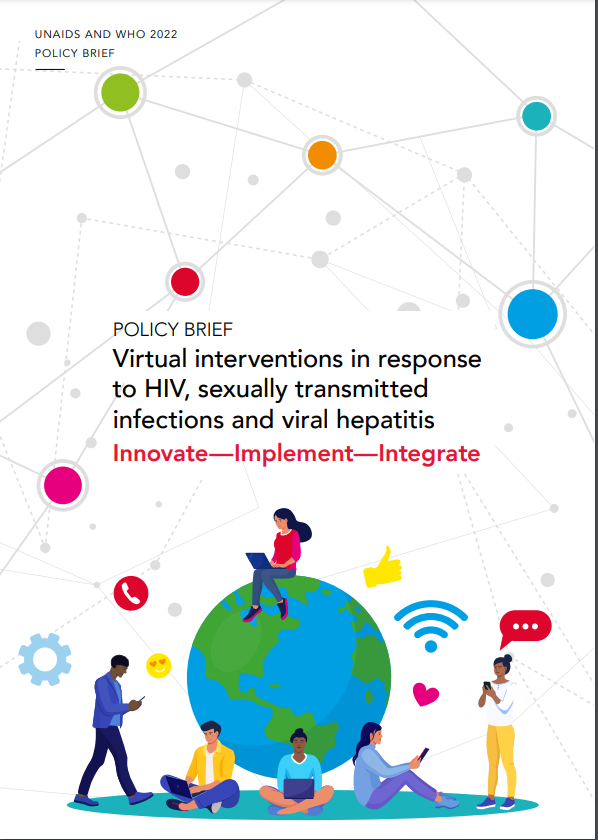 UNAIDS AND WHO 2022
POLICY BRIEF
POLICY BRIEF
Virtual interventions in response
to HIV, sexually transmitted
infections and viral hepatitis
Innovate—Implement—Integrate